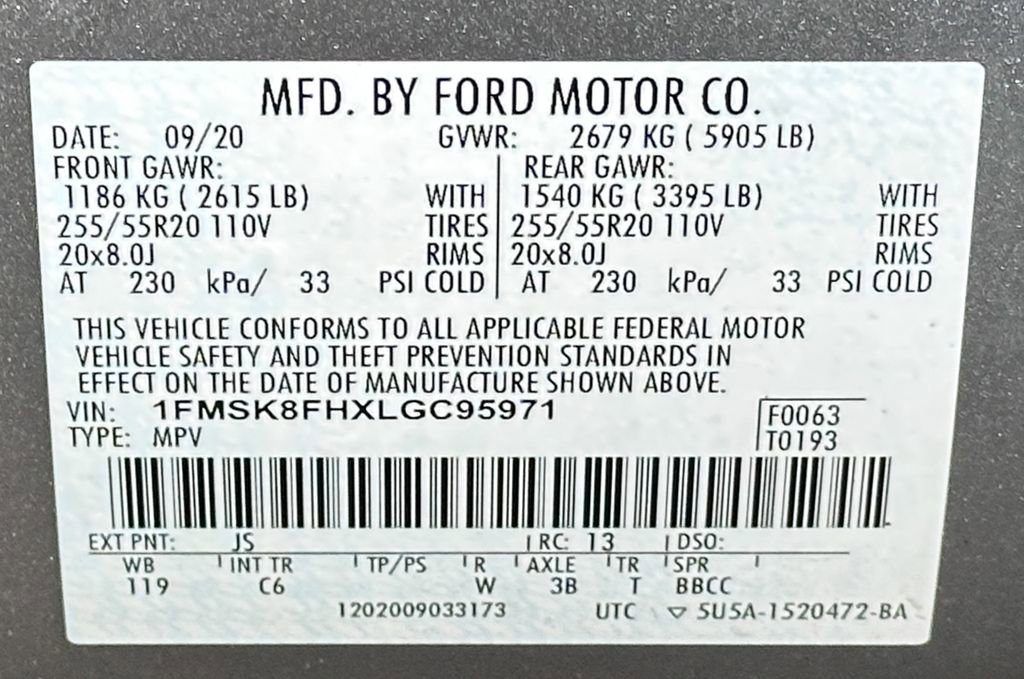 MFD. BY FORD MOTOR CO.
DATE: 09/20 GVWR: 2679 KG ( 5905 LB)
FRONT GAWR: REAR GAWR:
1186 KG ( 2615 LB) WITH 1540 KG ( 3395 LB) WITH
255/55R20 110V TIRES 255/55R20 110V TIRES
20x8.0J RIMS 20x8.0J RIMS
AT 230 kPa/ 33 PSI COLD AT 230 kPa/ 33 PSI COLD
THIS VEHICLE CONFORMS TO ALL APPLICABLE FEDERAL MOTOR
VEHICLE SAFETY AND THEFT PREVENTION STANDARDS IN
EFFECT ON THE DATE OF MANUFACTURE SHOWN ABOVE.
VIN: 1FMSK8FHXLGC95971 F0063
TYPE: MPV T0193
EXT PNT: JS RC: 13 DSO:
WB INT TR TP/PS R AXLE TR SPR
119 C6 W 3B T BBCC
1202009033173 UTC ▽ 5U5A-1520472-BA